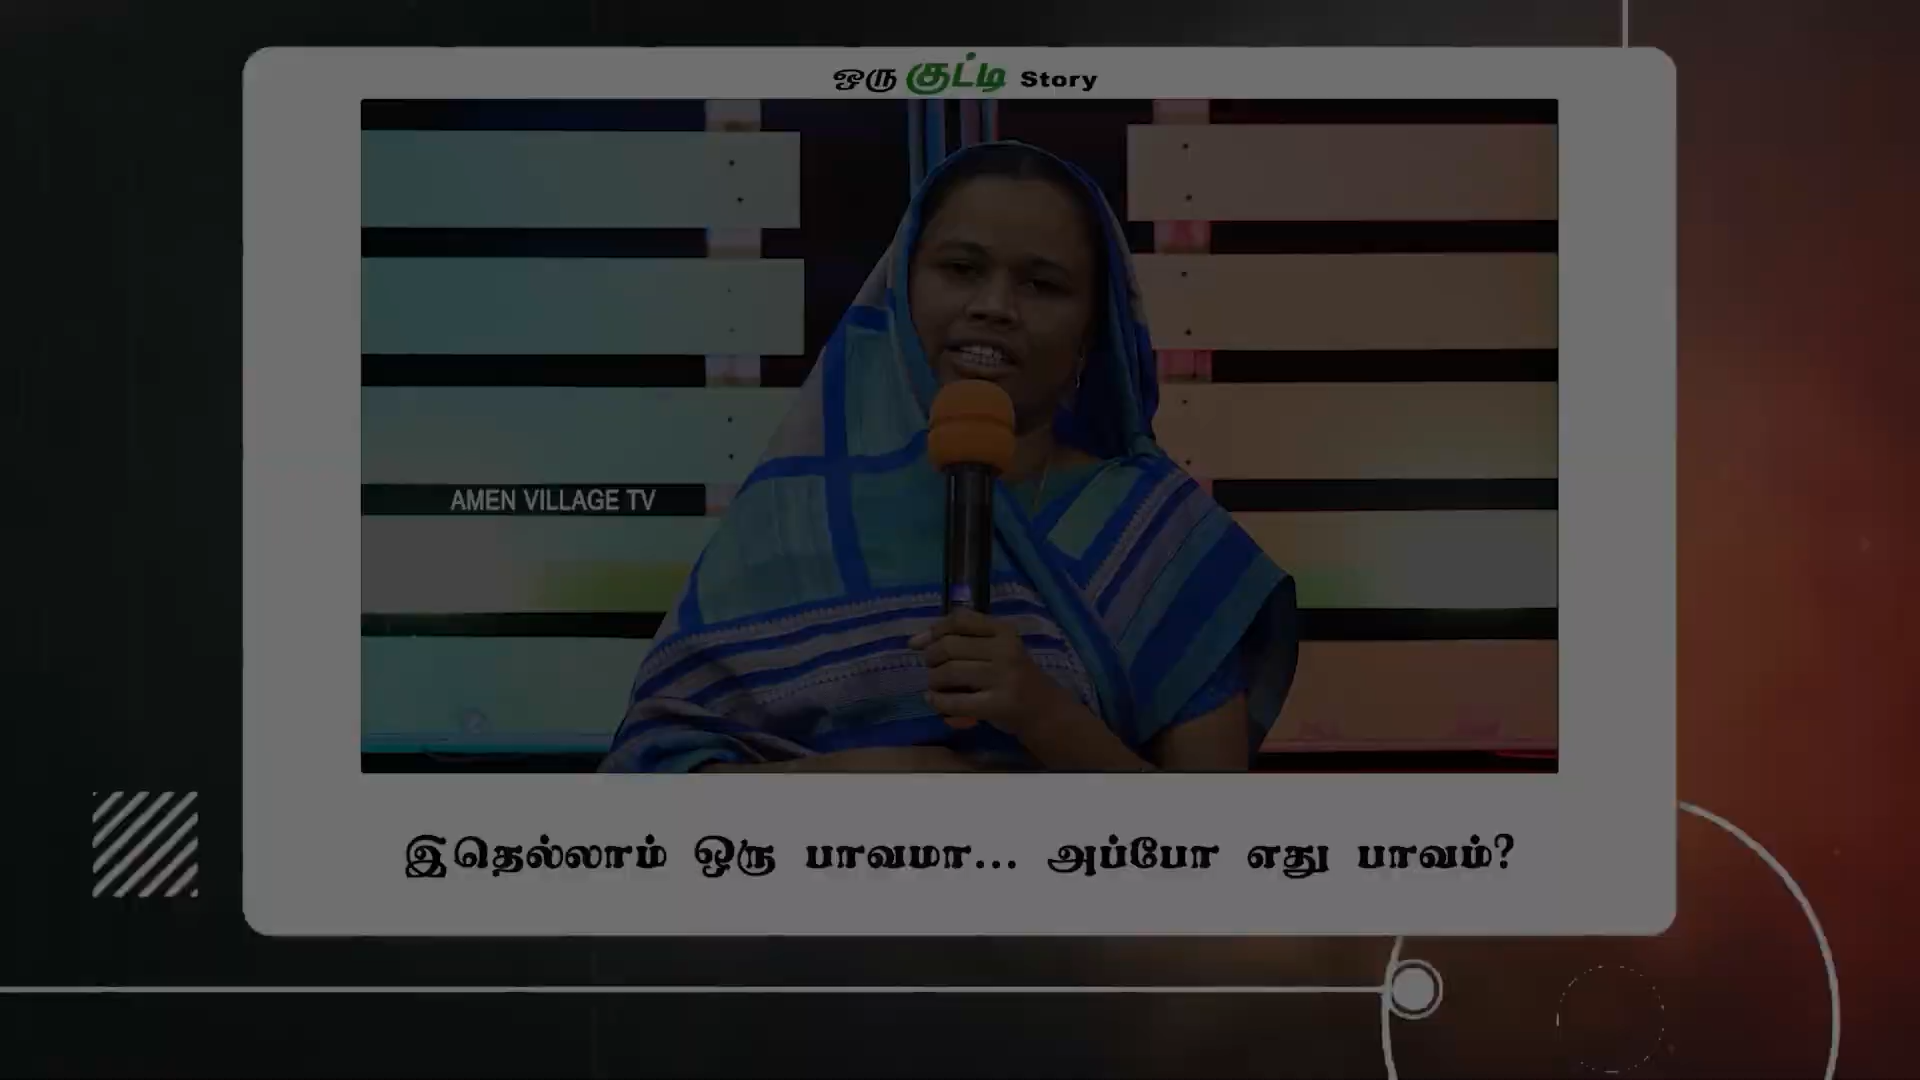 ஒரு குட்டி Story
AMEN VILLAGE TV
இதெல்லாம் ஒரு பாவமா... அப்போ எது பாவம்?